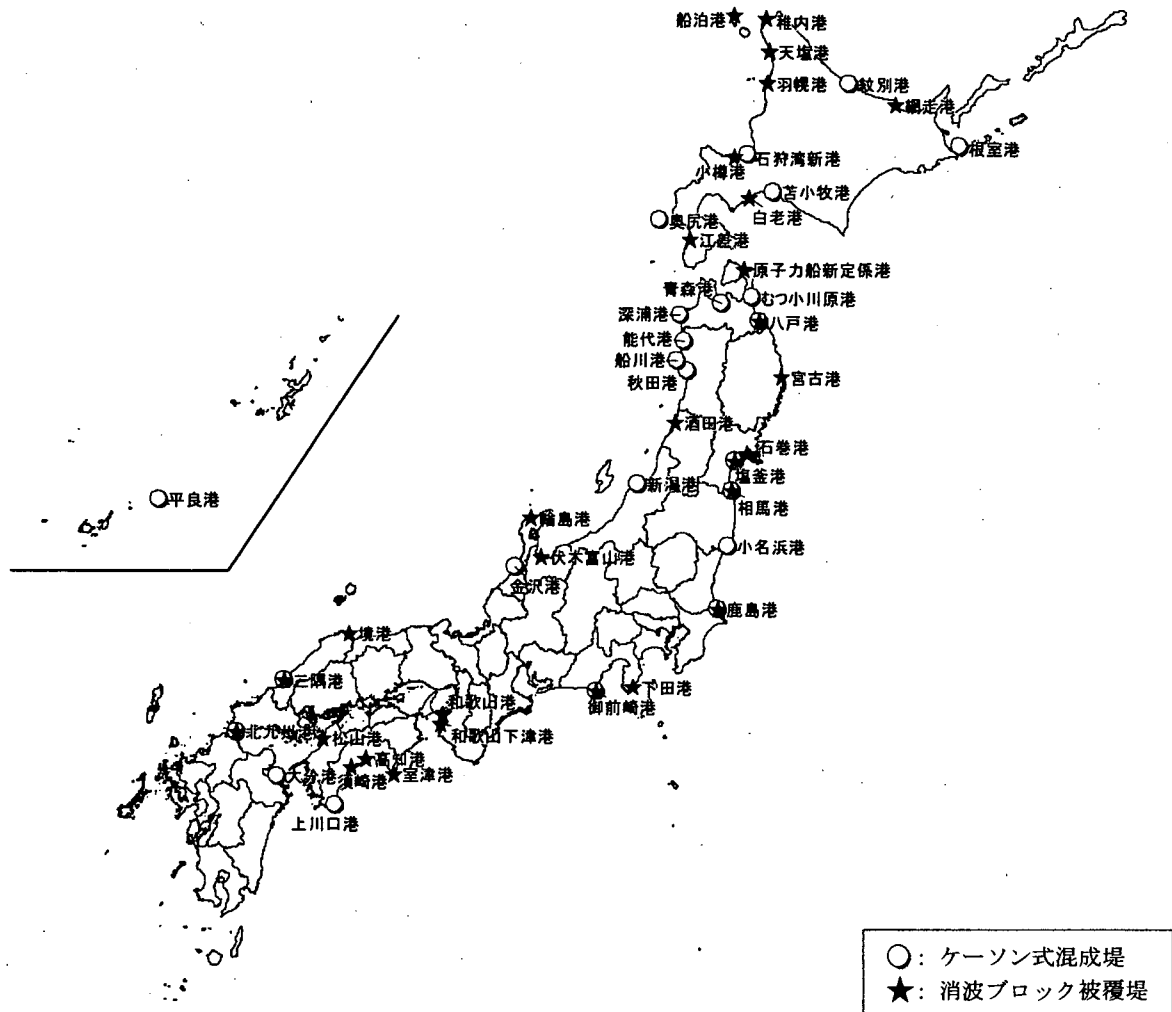 船泊港
稚内港
天塩港
羽幌港
紋別港
網走港
根室港
石狩湾新港
小樽港
苫小牧港
白老港
奥尻港
江差港
原子力船新定係港
青森港
むつ小川原港
深浦港
八戸港
能代港
船川港
秋田港
宮古港
酒田港
石巻港
塩釜港
新潟港
相馬港
平良港
輪島港
小名浜港
伏木富山港
金沢港
鹿島港
境港
三隅港
下田港
御前崎港
和歌山港
和歌山下津港
北九州港
松山港
高知港
大分港
須崎港
室津港
上川口港
○: ケーソン式混成堤
★: 消波ブロック被覆堤